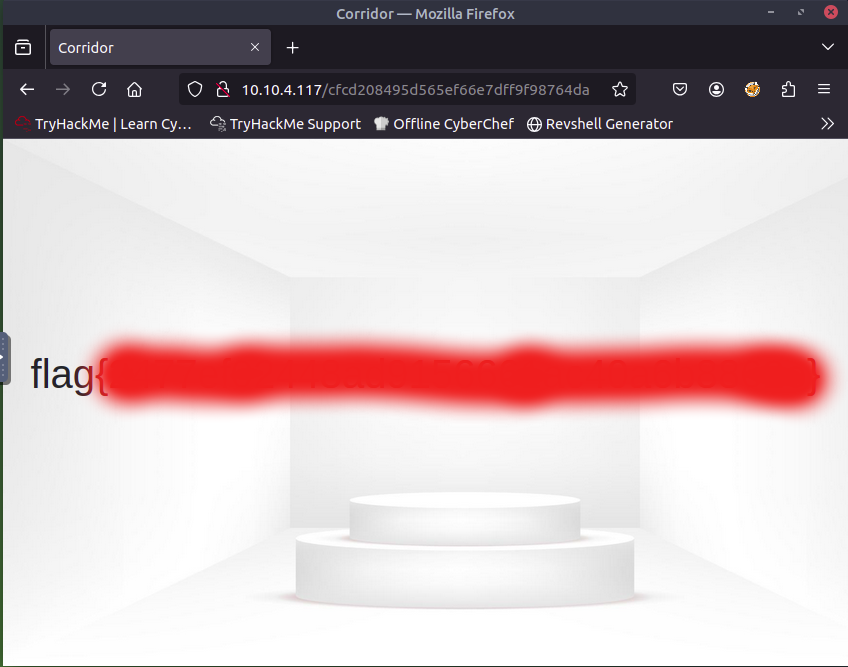 Corridor — Mozilla Firefox
Corridor
10.10.4.117/cfcd208495d565ef66e7dff9f98764da
TryHackMe | Learn Cy… TryHackMe Support Offline CyberChef Revshell Generator
flag{ }